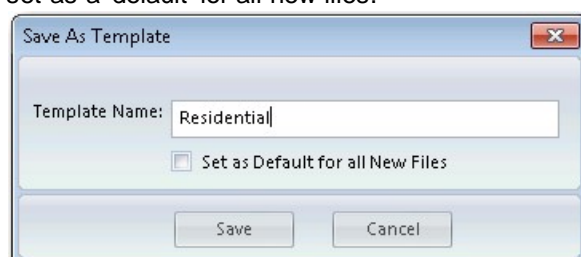 set as a default for all new files.
Save As Template
Template Name: Residential
Set as Default for all New Files
Save Cancel